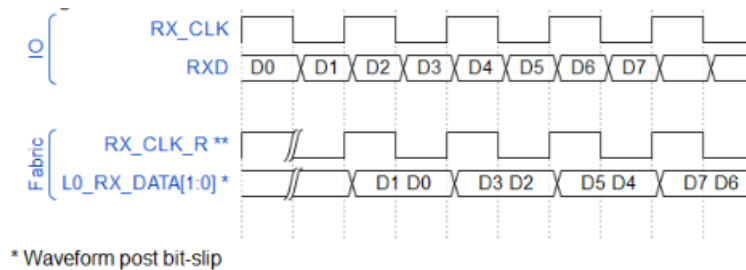 IO
RX_CLK
RXD D0 D1 D2 D3 D4 D5 D6 D7
Fabric
RX_CLK_R **
L0_RX_DATA[1:0] * D1 D0 D3 D2 D5 D4 D7 D6
* Waveform post bit-slip